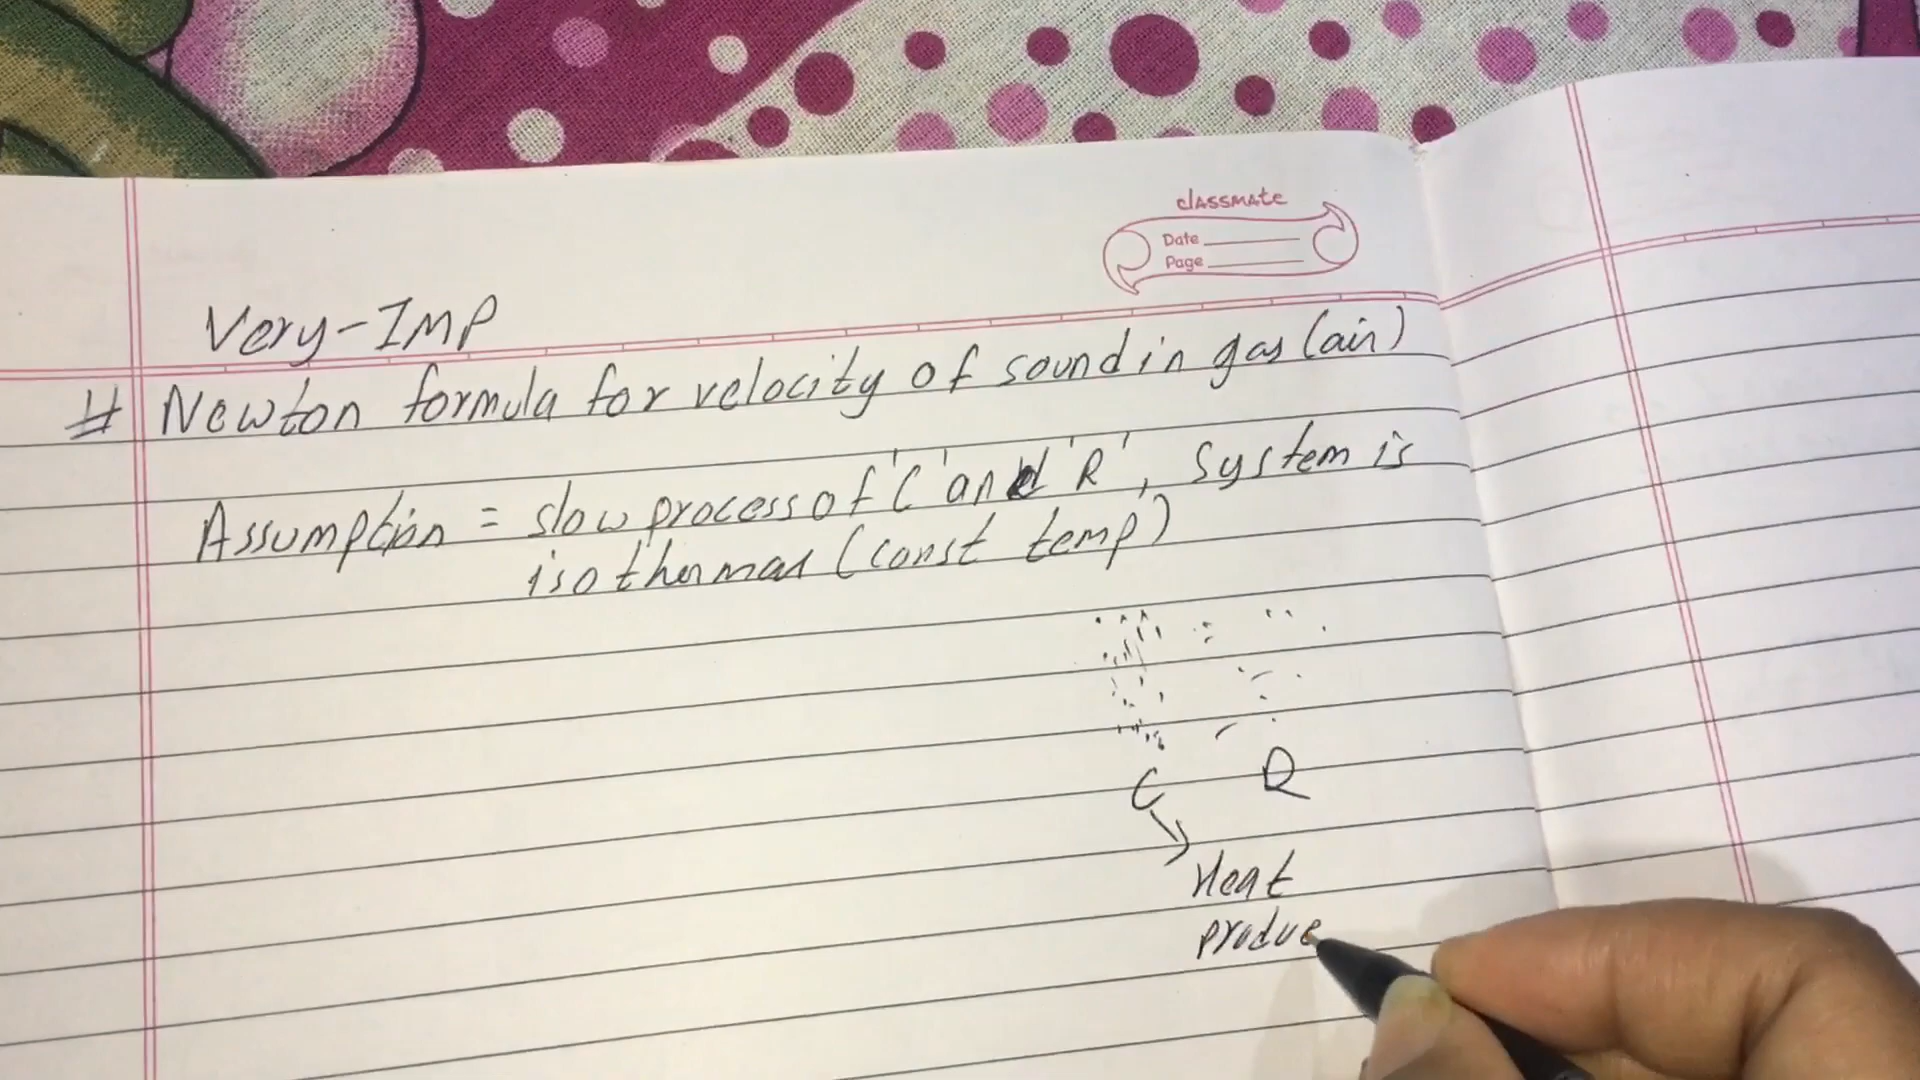 classmate
Date
Page
Very-IMP
# Newton formula for velocity of sound in gas (air)
Assumption = slow process of 'C' and 'R', System is
isothermal (const temp)
C R
Heat
produe